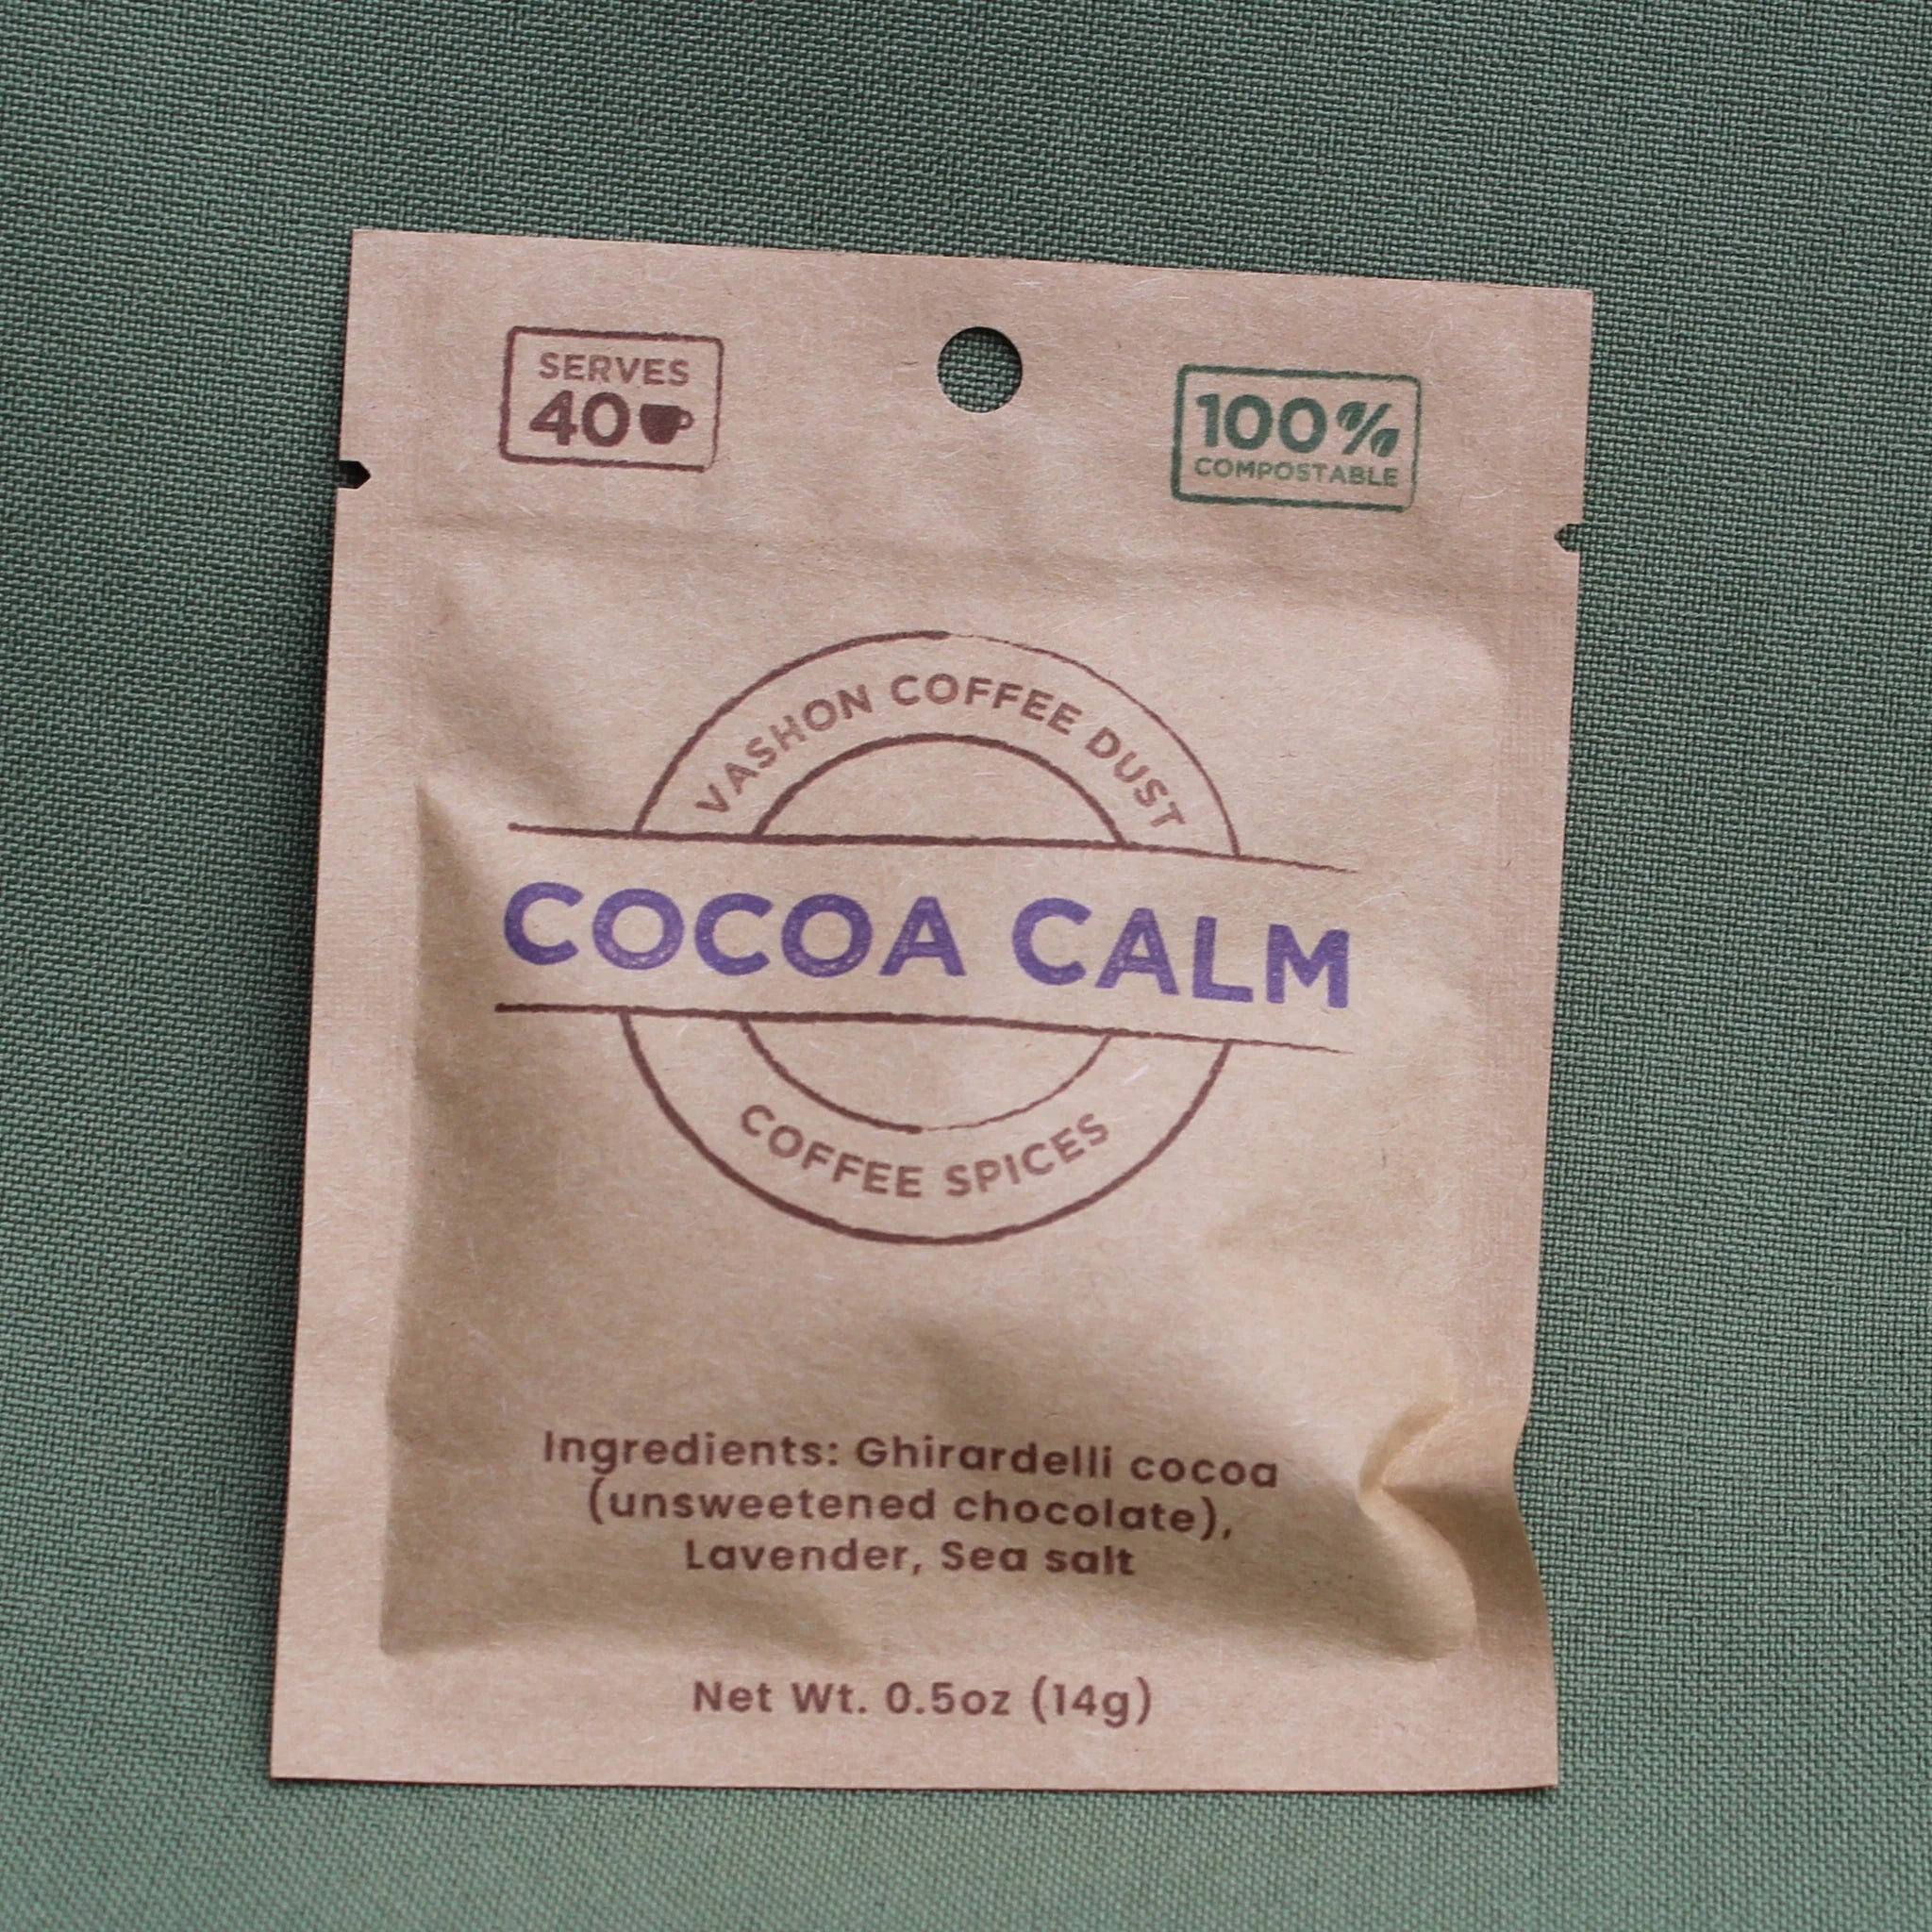 SERVES
40
100%
COMPOSTABLE
VASHON COFFEE DUST
COCOA CALM
COFFEE SPICES
Ingredients: Ghirardelli cocoa
(unsweetened chocolate),
Lavender, Sea salt
Net Wt. 0.5oz (14g)